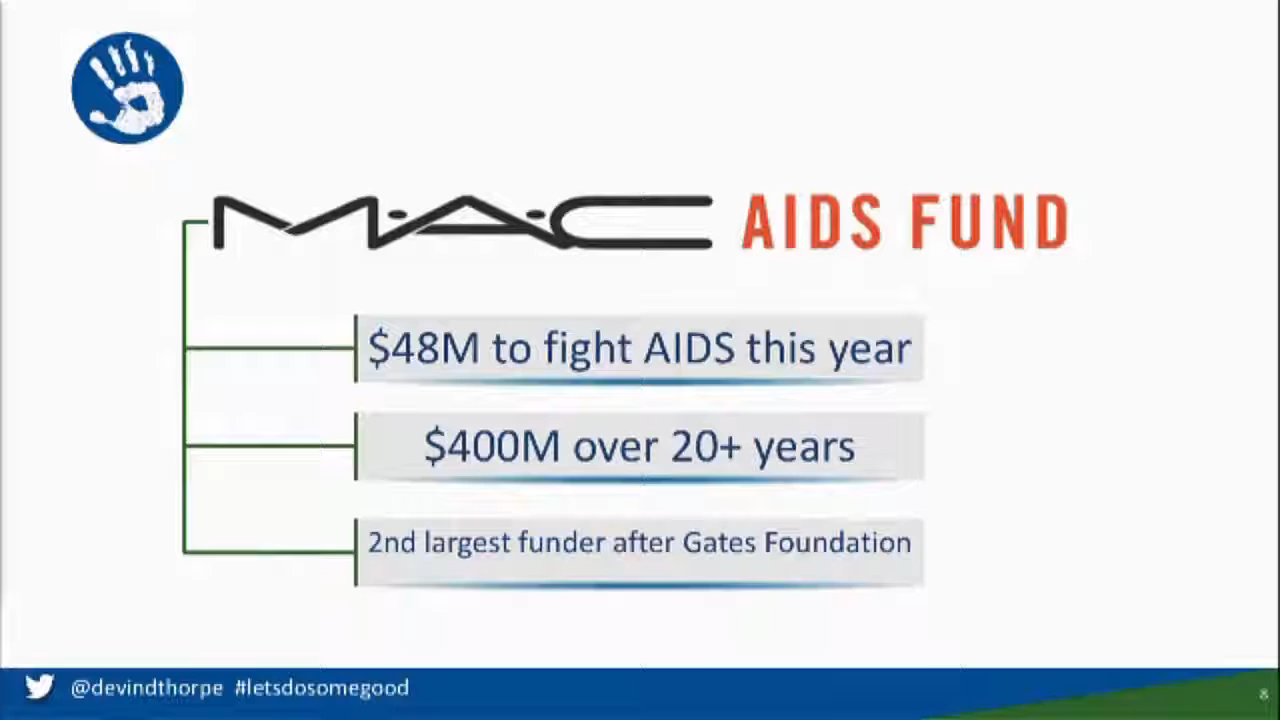 M·A·C AIDS FUND
$48M to fight AIDS this year
$400M over 20+ years
2nd largest funder after Gates Foundation
@devindthorpe #letsdosomegood
8